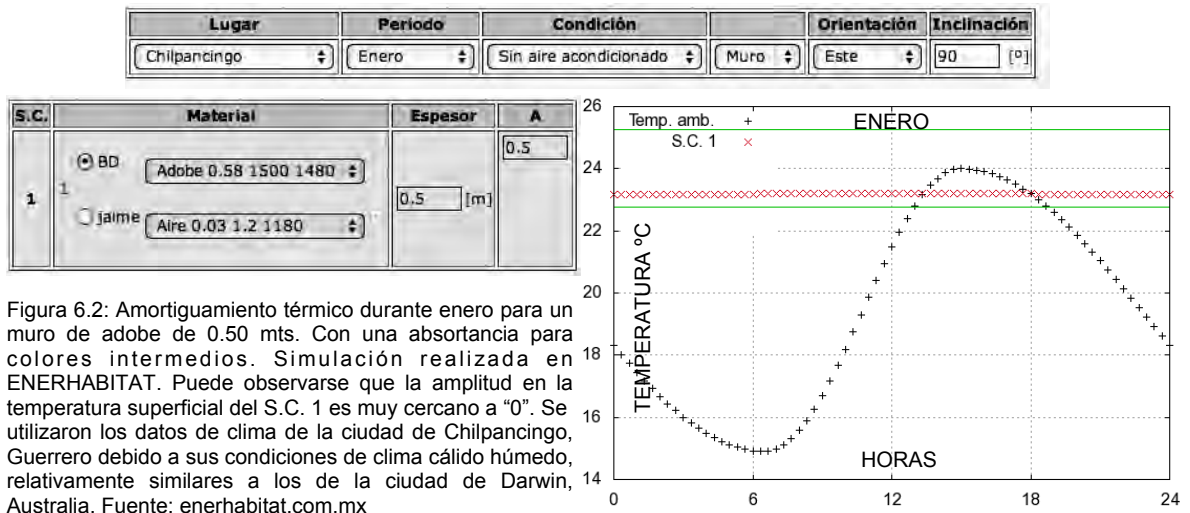 Lugar Periodo Condición Orientación Inclinación
Chilpancingo Enero Sin aire acondicionado Muro Este 90 [º]
S.C. Material Espesor A
1 1 BD Adobe 0.58 1500 1480 0.5 [m] 0.5
jaime Aire 0.03 1.2 1180
Figura 6.2: Amortiguamiento térmico durante enero para un
muro de adobe de 0.50 mts. Con una absortancia para
colores intermedios. Simulación realizada en
ENERHABITAT. Puede observarse que la amplitud en la
temperatura superficial del S.C. 1 es muy cercano a “0”. Se
utilizaron los datos de clima de la ciudad de Chilpancingo,
Guerrero debido a sus condiciones de clima cálido húmedo,
relativamente similares a los de la ciudad de Darwin,
Australia. Fuente: enerhabitat.com.mx
ENERO
Temp. amb. +
S.C. 1 ×
TEMPERATURA ºC
26
24
22
20
18
16
14
HORAS
0 6 12 18 24